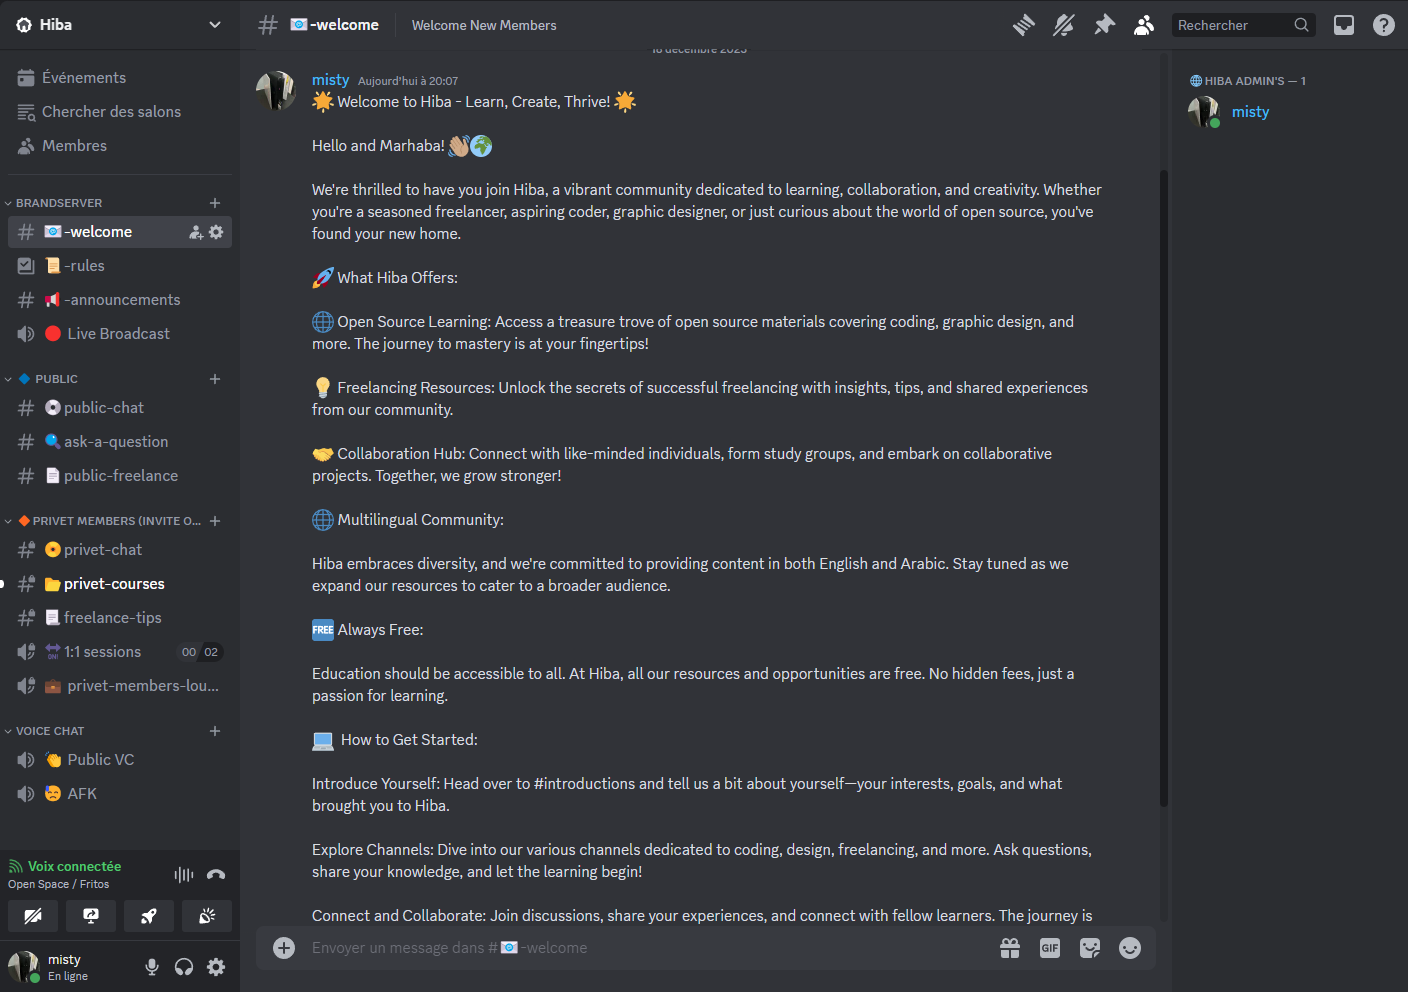 Hiba
Événements
Chercher des salons
Membres
BRANDSERVER
-welcome
-rules
-announcements
Live Broadcast
PUBLIC
public-chat
ask-a-question
public-freelance
PRIVET MEMBERS (INVITE O...
privet-chat
privet-courses
freelance-tips
1:1 sessions 00 02
privet-members-lou...
VOICE CHAT
Public VC
AFK
Voix connectée
Open Space / Fritos
misty
En ligne
-welcome Welcome New Members
Rechercher
18 décembre 2023
misty Aujourd'hui à 20:07
Welcome to Hiba - Learn, Create, Thrive!
Hello and Marhaba!
We're thrilled to have you join Hiba, a vibrant community dedicated to learning, collaboration, and creativity. Whether
you're a seasoned freelancer, aspiring coder, graphic designer, or just curious about the world of open source, you've
found your new home.
What Hiba Offers:
Open Source Learning: Access a treasure trove of open source materials covering coding, graphic design, and
more. The journey to mastery is at your fingertips!
Freelancing Resources: Unlock the secrets of successful freelancing with insights, tips, and shared experiences
from our community.
Collaboration Hub: Connect with like-minded individuals, form study groups, and embark on collaborative
projects. Together, we grow stronger!
Multilingual Community:
Hiba embraces diversity, and we're committed to providing content in both English and Arabic. Stay tuned as we
expand our resources to cater to a broader audience.
FREE Always Free:
Education should be accessible to all. At Hiba, all our resources and opportunities are free. No hidden fees, just a
passion for learning.
How to Get Started:
Introduce Yourself: Head over to #introductions and tell us a bit about yourself—your interests, goals, and what
brought you to Hiba.
Explore Channels: Dive into our various channels dedicated to coding, design, freelancing, and more. Ask questions,
share your knowledge, and let the learning begin!
Connect and Collaborate: Join discussions, share your experiences, and connect with fellow learners. The journey is
Envoyer un message dans # -welcome
GIF
HIBA ADMIN'S — 1
misty